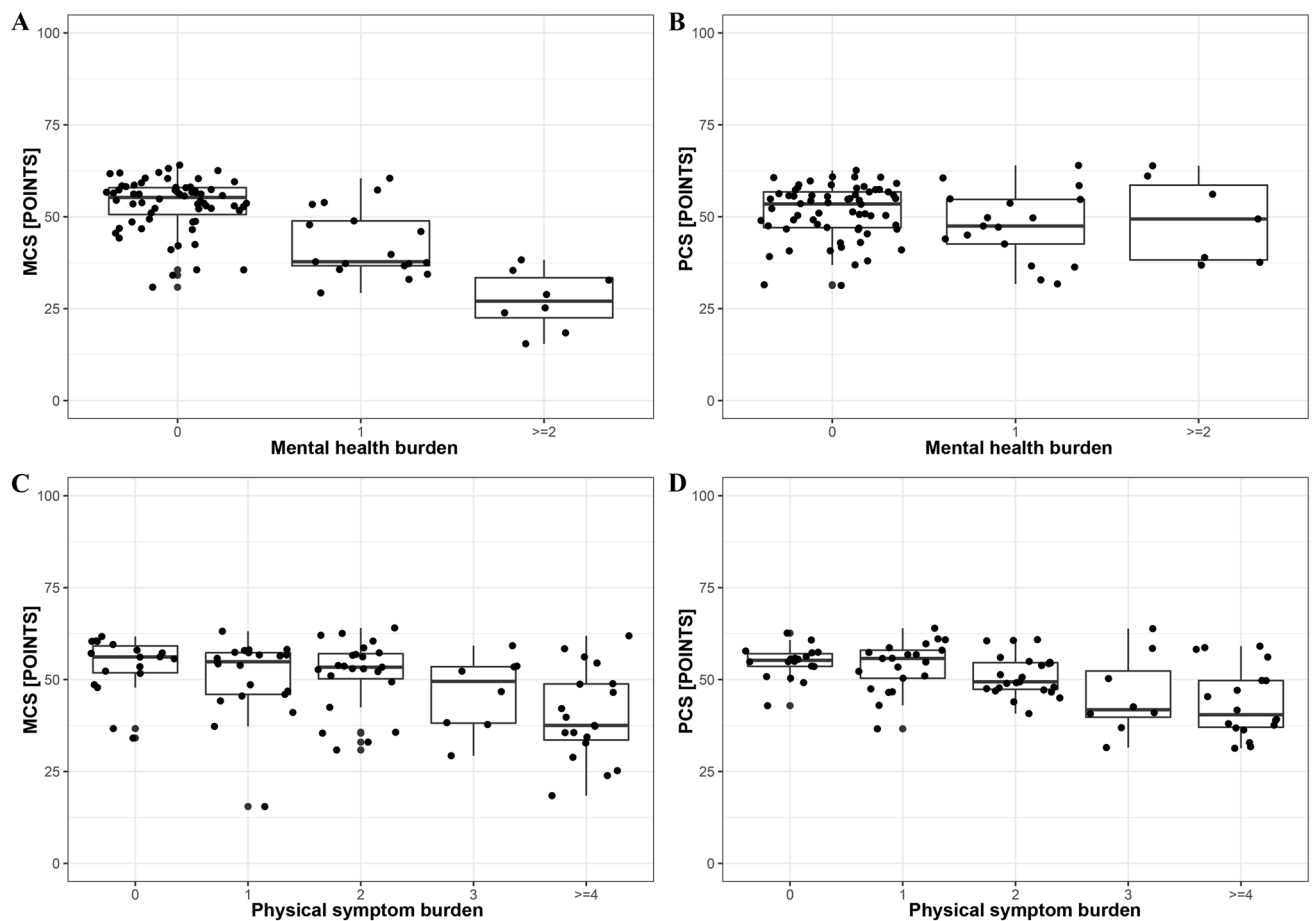 A
MCS [POINTS]
100
75
50
25
0
0 1 >=2
Mental health burden
B
PCS [POINTS]
100
75
50
25
0
0 1 >=2
Mental health burden
C
MCS [POINTS]
100
75
50
25
0
0 1 2 3 >=4
Physical symptom burden
D
PCS [POINTS]
100
75
50
25
0
0 1 2 3 >=4
Physical symptom burden